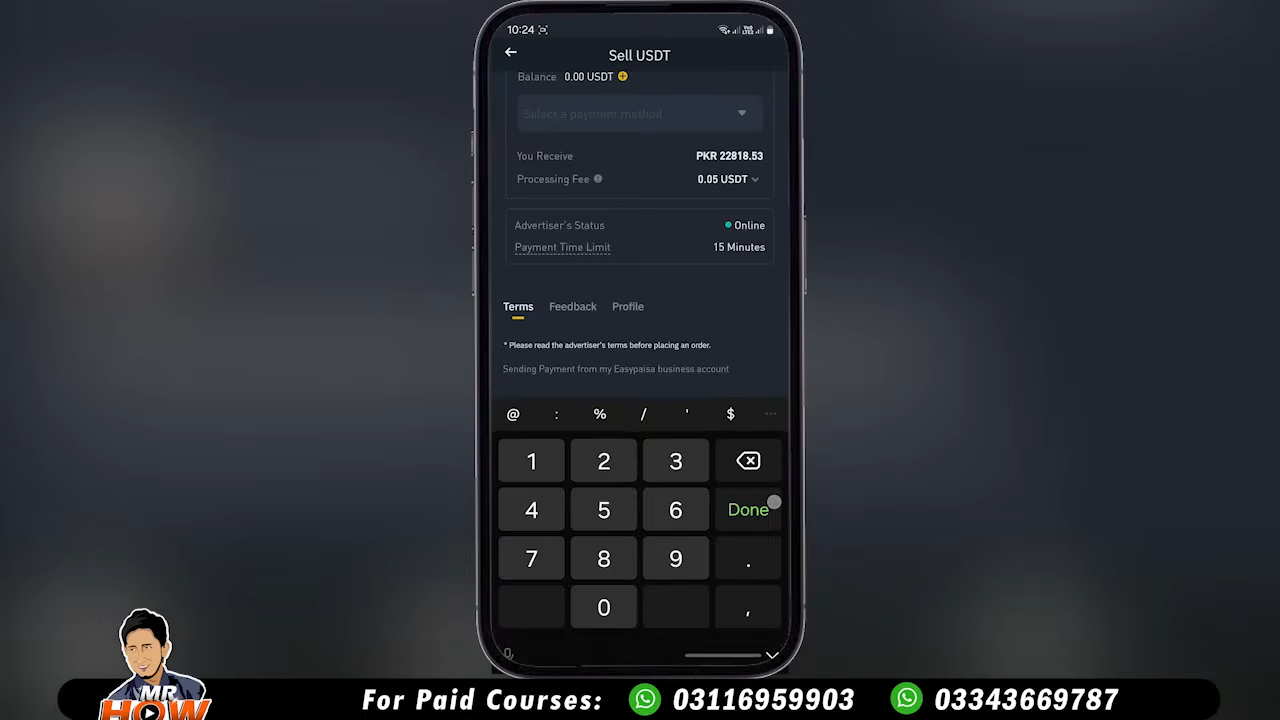 10:24
Sell USDT
Balance 0.00 USDT
Select a payment method
You Receive PKR 22818.53
Processing Fee 0.05 USDT
Advertiser's Status Online
Payment Time Limit 15 Minutes
Terms Feedback Profile
* Please read the advertiser's terms before placing an order.
Sending Payment from my Easypaisa business account
@ : % / ' $ ...
1 2 3
4 5 6 Done
7 8 9 .
0 ,
MR
HOW
For Paid Courses: 03116959903 03343669787